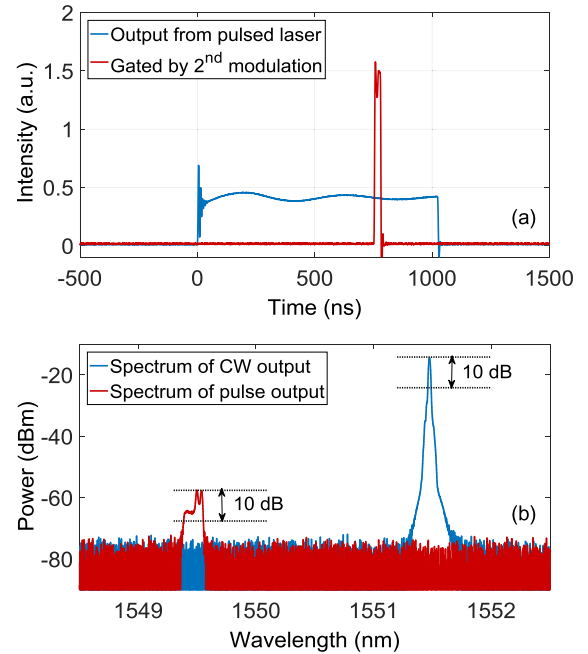 2
Output from pulsed laser
Gated by 2nd modulation
1.5
1
0.5
0
(a)
-500 0 500 1000 1500
Intensity (a.u.)
Time (ns)
Spectrum of CW output
Spectrum of pulse output
10 dB
-20
-40
10 dB
-60
(b)
-80
1549 1550 1551 1552
Power (dBm)
Wavelength (nm)